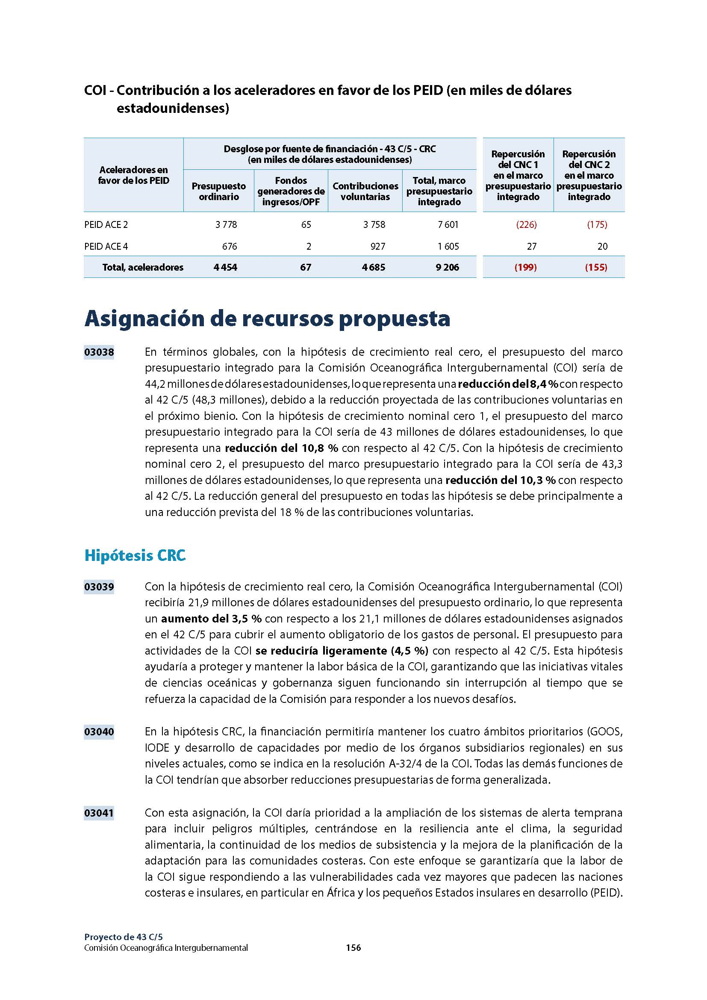 COI - Contribución a los aceleradores en favor de los PEID (en miles de dólares
estadounidenses)
Aceleradores en
favor de los PEID
Desglose por fuente de financiación - 43 C/5 - CRC
(en miles de dólares estadounidenses)
Presupuesto
ordinario
Fondos
generadores de
ingresos/OPF
Contribuciones
voluntarias
Total, marco
presupuestario
integrado
Repercusión
del CNC 1
en el marco
presupuestario
integrado
Repercusión
del CNC 2
en el marco
presupuestario
integrado
PEID ACE 2 3 778 65 3 758 7 601 (226) (175)
PEID ACE 4 676 2 927 1 605 27 20
Total, aceleradores 4 454 67 4 685 9 206 (199) (155)
Asignación de recursos propuesta
03038 En términos globales, con la hipótesis de crecimiento real cero, el presupuesto del marco
presupuestario integrado para la Comisión Oceanográfica Intergubernamental (COI) sería de
44,2 millones de dólares estadounidenses, lo que representa una reducción del 8,4 % con respecto
al 42 C/5 (48,3 millones), debido a la reducción proyectada de las contribuciones voluntarias en
el próximo bienio. Con la hipótesis de crecimiento nominal cero 1, el presupuesto del marco
presupuestario integrado para la COI sería de 43 millones de dólares estadounidenses, lo que
representa una reducción del 10,8 % con respecto al 42 C/5. Con la hipótesis de crecimiento
nominal cero 2, el presupuesto del marco presupuestario integrado para la COI sería de 43,3
millones de dólares estadounidenses, lo que representa una reducción del 10,3 % con respecto
al 42 C/5. La reducción general del presupuesto en todas las hipótesis se debe principalmente a
una reducción prevista del 18 % de las contribuciones voluntarias.
Hipótesis CRC
03039 Con la hipótesis de crecimiento real cero, la Comisión Oceanográfica Intergubernamental (COI)
recibiría 21,9 millones de dólares estadounidenses del presupuesto ordinario, lo que representa
un aumento del 3,5 % con respecto a los 21,1 millones de dólares estadounidenses asignados
en el 42 C/5 para cubrir el aumento obligatorio de los gastos de personal. El presupuesto para
actividades de la COI se reduciría ligeramente (4,5 %) con respecto al 42 C/5. Esta hipótesis
ayudaría a proteger y mantener la labor básica de la COI, garantizando que las iniciativas vitales
de ciencias oceánicas y gobernanza siguen funcionando sin interrupción al tiempo que se
refuerza la capacidad de la Comisión para responder a los nuevos desafíos.
03040 En la hipótesis CRC, la financiación permitiría mantener los cuatro ámbitos prioritarios (GOOS,
IODE y desarrollo de capacidades por medio de los órganos subsidiarios regionales) en sus
niveles actuales, como se indica en la resolución A-32/4 de la COI. Todas las demás funciones de
la COI tendrían que absorber reducciones presupuestarias de forma generalizada.
03041 Con esta asignación, la COI daría prioridad a la ampliación de los sistemas de alerta temprana
para incluir peligros múltiples, centrándose en la resiliencia ante el clima, la seguridad
alimentaria, la continuidad de los medios de subsistencia y la mejora de la planificación de la
adaptación para las comunidades costeras. Con este enfoque se garantizaría que la labor de
la COI sigue respondiendo a las vulnerabilidades cada vez mayores que padecen las naciones
costeras e insulares, en particular en África y los pequeños Estados insulares en desarrollo (PEID).
Proyecto de 43 C/5
Comisión Oceanográfica Intergubernamental 156